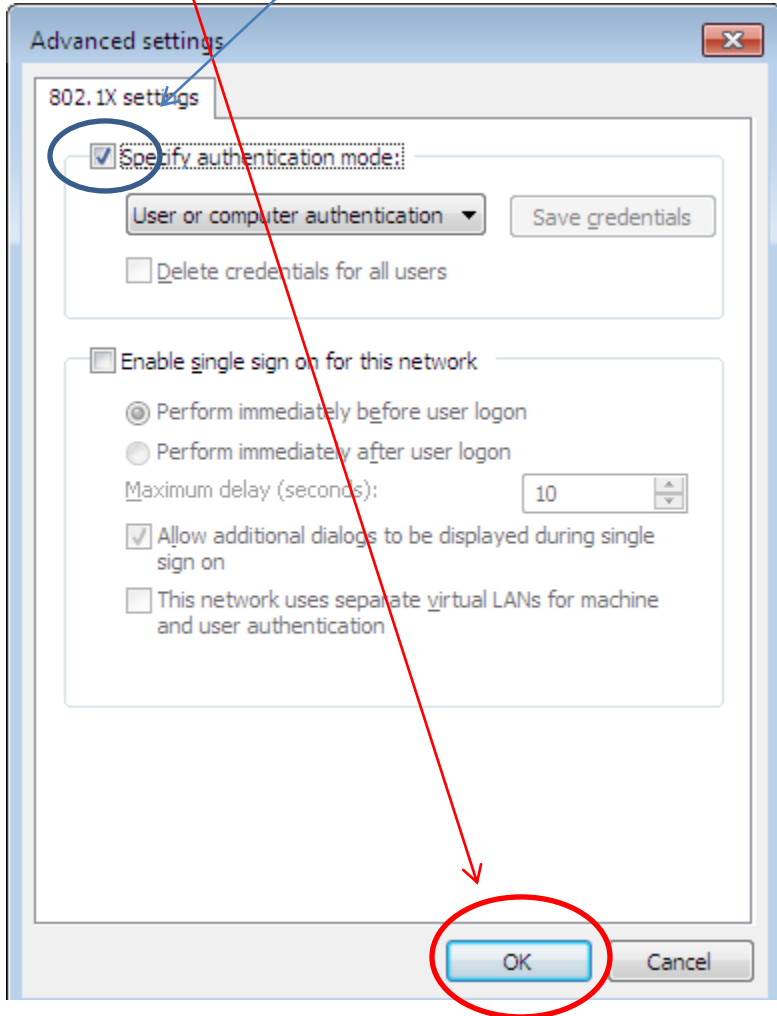 Advanced settings
802.1X settings
Specify authentication mode:
User or computer authentication
Save credentials
Delete credentials for all users
Enable single sign on for this network
Perform immediately before user logon
Perform immediately after user logon
Maximum delay (seconds):
10
Allow additional dialogs to be displayed during single
sign on
This network uses separate virtual LANs for machine
and user authentication
OK
Cancel